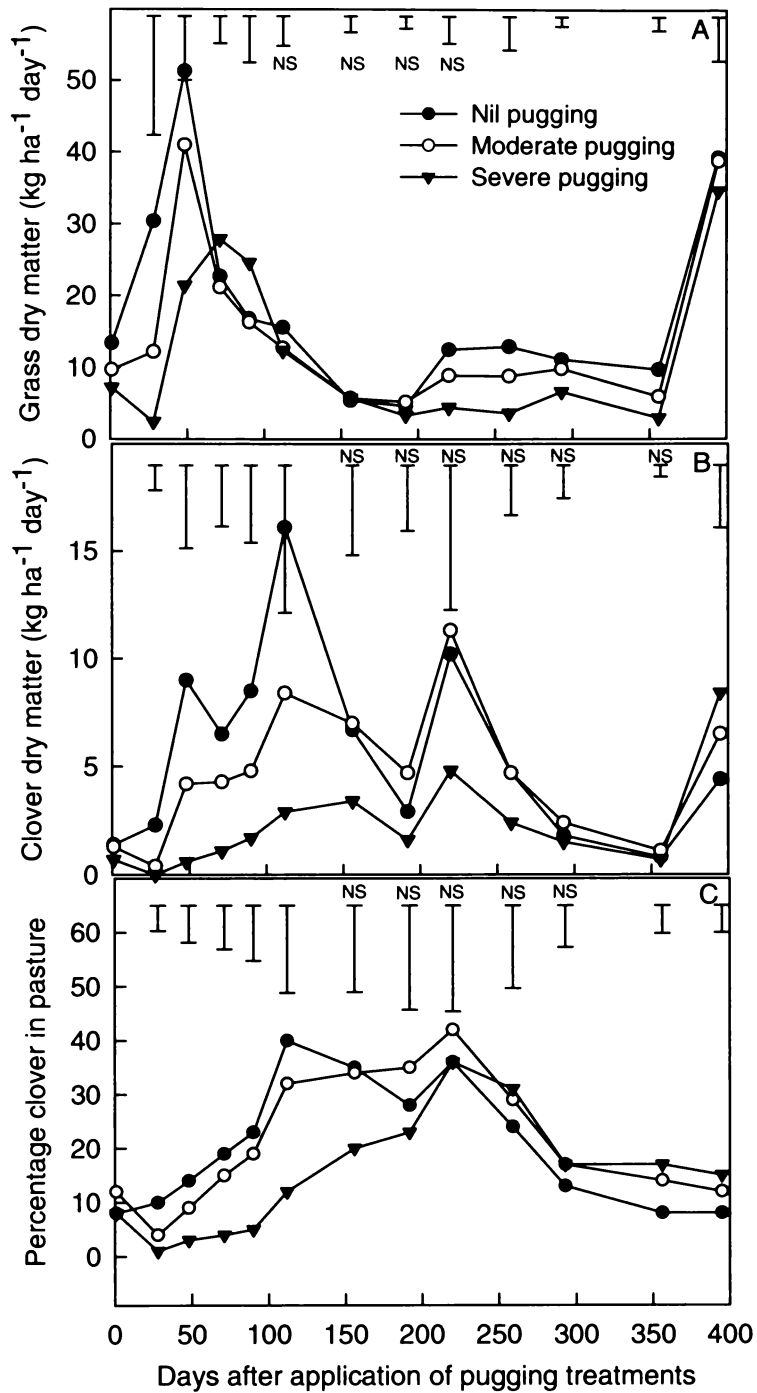 A
NS NS NS NS
50
40
30
20
10
0
Grass dry matter (kg ha⁻¹ day⁻¹)
Nil pugging
Moderate pugging
Severe pugging
NS NS NS NS NS NS B
15
10
5
0
Clover dry matter (kg ha⁻¹ day⁻¹)
NS NS NS NS NS C
60
50
40
30
20
10
0
Percentage clover in pasture
0 50 100 150 200 250 300 350 400
Days after application of pugging treatments